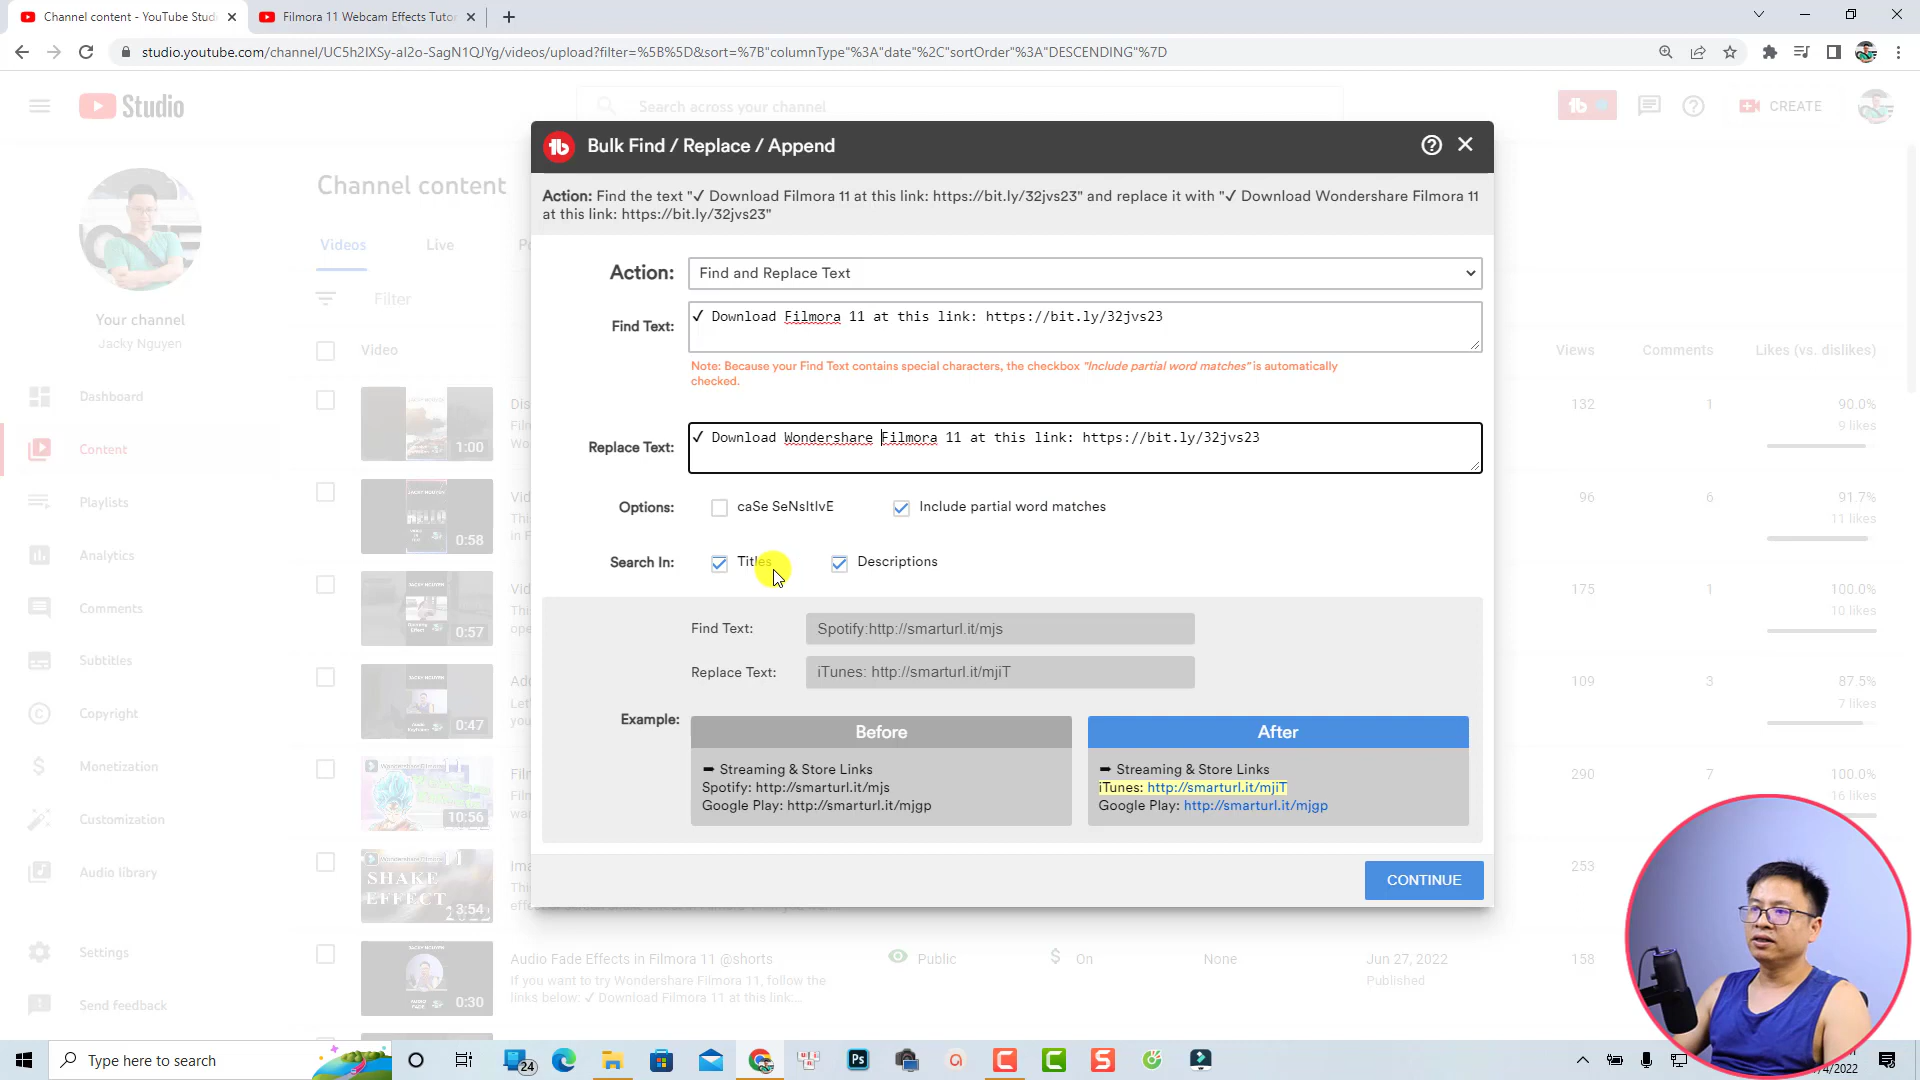 Channel content - YouTube Stud
Filmora 11 Webcam Effects Tutor
studio.youtube.com/channel/UC5h2IXSy-aI2o-SagN1QJYg/videos/upload?filter=%5B%5D&sort=%7B"columnType"%3A"date"%2C"sortOrder"%3A"DESCENDING"%7D
Studio
Search across your channel
CREATE
Your channel
Jacky Nguyen
Dashboard
Content
Playlists
Analytics
Comments
Subtitles
Copyright
Monetization
Customization
Audio library
Settings
Send feedback
Channel content
Videos
Live
Filter
Video
Views
Comments
Likes (vs. dislikes)
1:00
132
1
90.0%
9 likes
0:58
96
6
91.7%
11 likes
0:57
175
1
100.0%
10 likes
0:47
109
3
87.5%
7 likes
10:56
290
7
100.0%
16 likes
SHAKE
EFFECT
3:54
253
0:30
Audio Fade Effects in Filmora 11 @shorts
If you want to try Wondershare Filmora 11, follow the
links below: ✓ Download Filmora 11 at this link:...
Public
On
None
Jun 27, 2022
Published
158
Bulk Find / Replace / Append
Action: Find the text "✓ Download Filmora 11 at this link: https://bit.ly/32jvs23" and replace it with "✓ Download Wondershare Filmora 11
at this link: https://bit.ly/32jvs23"
Action:
Find and Replace Text
Find Text:
✓ Download Filmora 11 at this link: https://bit.ly/32jvs23
Note: Because your Find Text contains special characters, the checkbox "Include partial word matches" is automatically
checked.
Replace Text:
✓ Download Wondershare Filmora 11 at this link: https://bit.ly/32jvs23
Options:
caSe SeNsItIvE
Include partial word matches
Search In:
Titles
Descriptions
Find Text:
Spotify:http://smarturl.it/mjs
Replace Text:
iTunes: http://smarturl.it/mjiT
Example:
Before
After
➡ Streaming & Store Links
Spotify: http://smarturl.it/mjs
Google Play: http://smarturl.it/mjgp
➡ Streaming & Store Links
iTunes: http://smarturl.it/mjiT
Google Play: http://smarturl.it/mjgp
CONTINUE
Type here to search
24
/4/2022